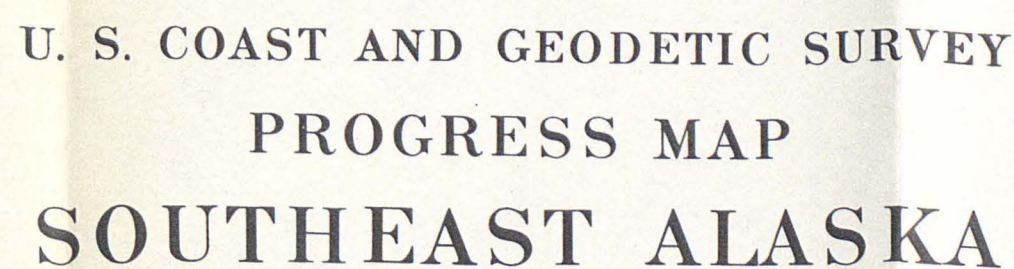 U. S. COAST AND GEODETIC SURVEY
PROGRESS MAP
SOUTHEAST ALASKA